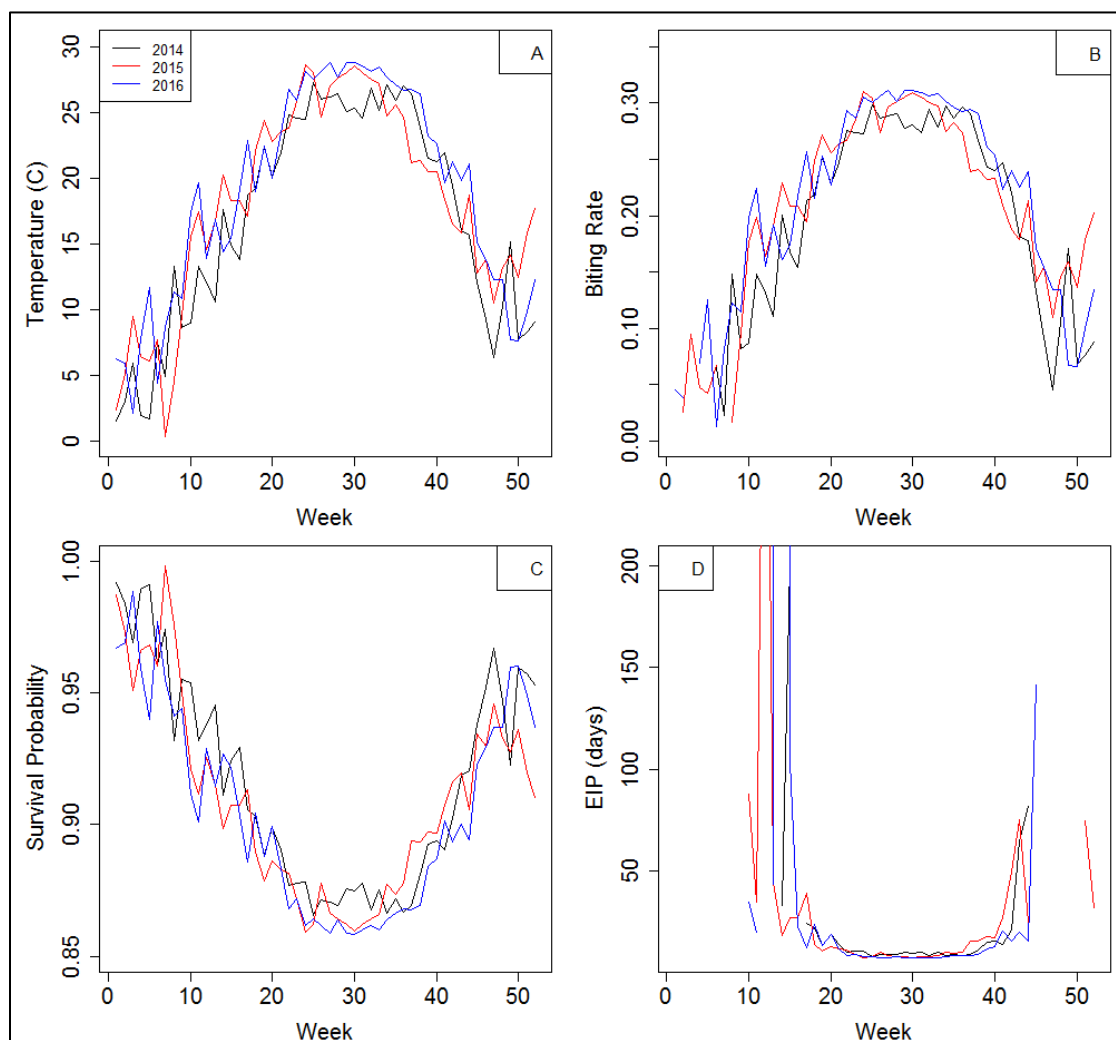 A
2014
2015
2016
Temperature (C)
0 5 10 15 20 25 30
0 10 20 30 40 50
Week
B
Biting Rate
0.00 0.10 0.20 0.30
0 10 20 30 40 50
Week
C
Survival Probability
0.85 0.90 0.95 1.00
0 10 20 30 40 50
Week
D
EIP (days)
50 100 150 200
0 10 20 30 40 50
Week